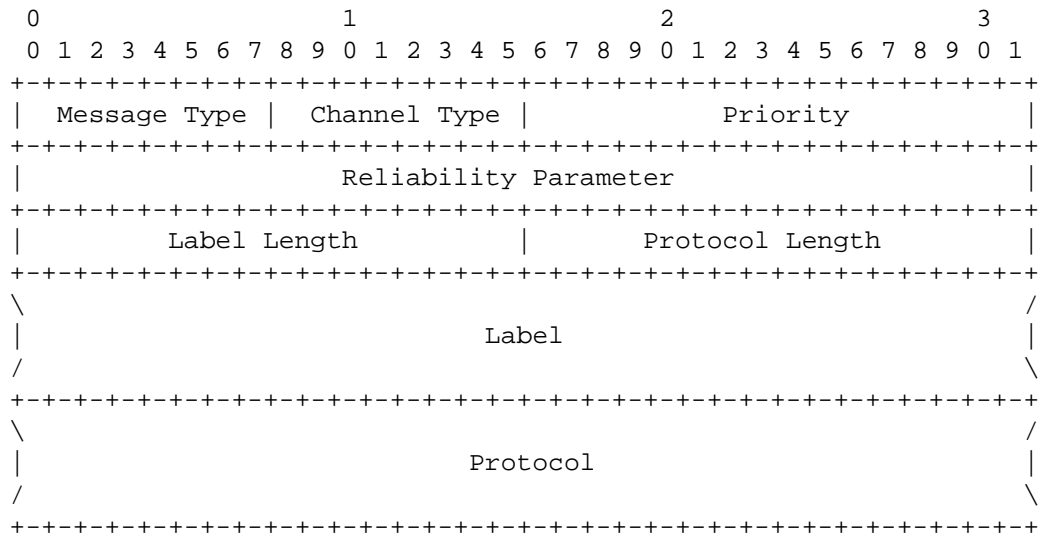 0                   1                   2                   3
 0 1 2 3 4 5 6 7 8 9 0 1 2 3 4 5 6 7 8 9 0 1 2 3 4 5 6 7 8 9 0 1
+-+-+-+-+-+-+-+-+-+-+-+-+-+-+-+-+-+-+-+-+-+-+-+-+-+-+-+-+-+-+-+-+
|  Message Type |  Channel Type |            Priority           |
+-+-+-+-+-+-+-+-+-+-+-+-+-+-+-+-+-+-+-+-+-+-+-+-+-+-+-+-+-+-+-+-+
|                    Reliability Parameter                      |
+-+-+-+-+-+-+-+-+-+-+-+-+-+-+-+-+-+-+-+-+-+-+-+-+-+-+-+-+-+-+-+-+
|         Label Length          |       Protocol Length         |
+-+-+-+-+-+-+-+-+-+-+-+-+-+-+-+-+-+-+-+-+-+-+-+-+-+-+-+-+-+-+-+-+
\                                                               /
|                             Label                             |
/                                                               \
+-+-+-+-+-+-+-+-+-+-+-+-+-+-+-+-+-+-+-+-+-+-+-+-+-+-+-+-+-+-+-+-+
\                                                               /
|                            Protocol                           |
/                                                               \
+-+-+-+-+-+-+-+-+-+-+-+-+-+-+-+-+-+-+-+-+-+-+-+-+-+-+-+-+-+-+-+-+